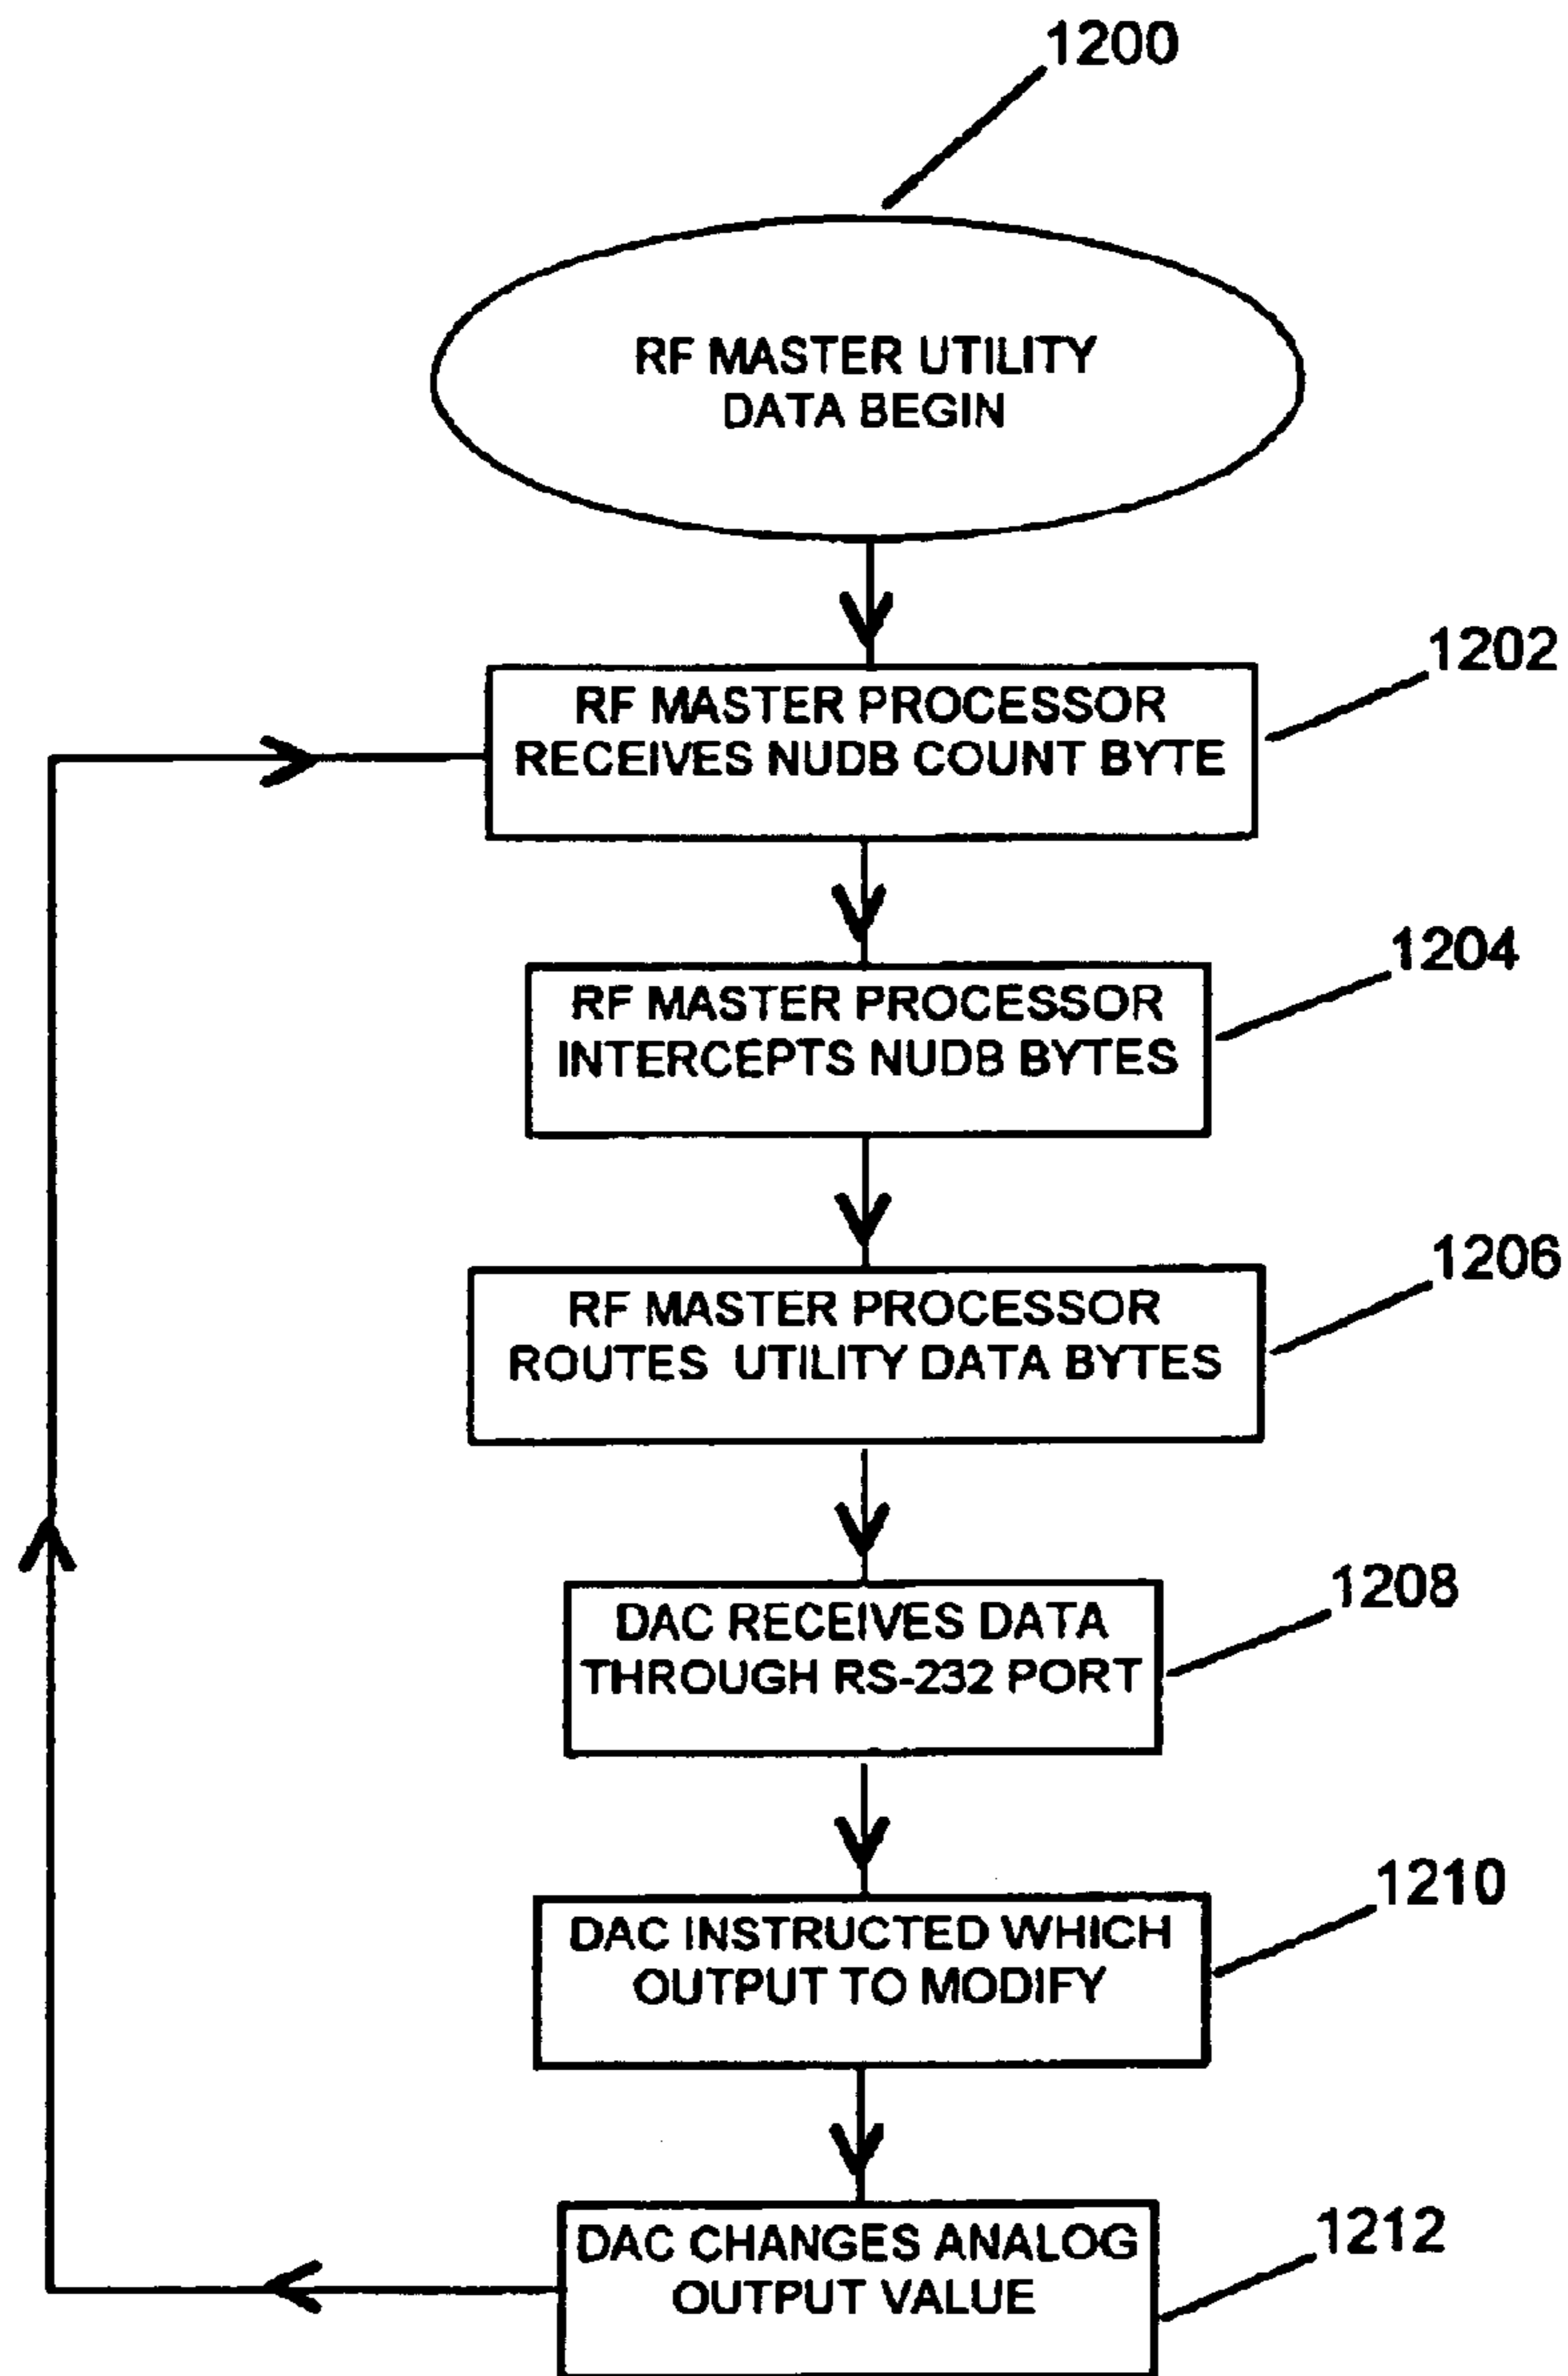 1200
RF MASTER UTILITY
DATA BEGIN
1202
RF MASTER PROCESSOR
RECEIVES NUDB COUNT BYTE
1204
RF MASTER PROCESSOR
INTERCEPTS NUDB BYTES
1206
RF MASTER PROCESSOR
ROUTES UTILITY DATA BYTES
1208
DAC RECEIVES DATA
THROUGH RS-232 PORT
1210
DAC INSTRUCTED WHICH
OUTPUT TO MODIFY
1212
DAC CHANGES ANALOG
OUTPUT VALUE